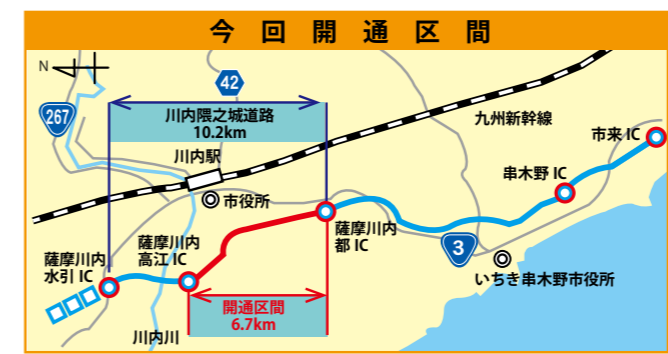 今回開通区間
N
42
267
川内隈之城道路
10.2km
九州新幹線
市来 IC
川内駅
串木野 IC
市役所
薩摩川内
都 IC
薩摩川内
高江 IC
薩摩川内
水引 IC
3
いちき串木野市役所
開通区間
6.7km
川内川